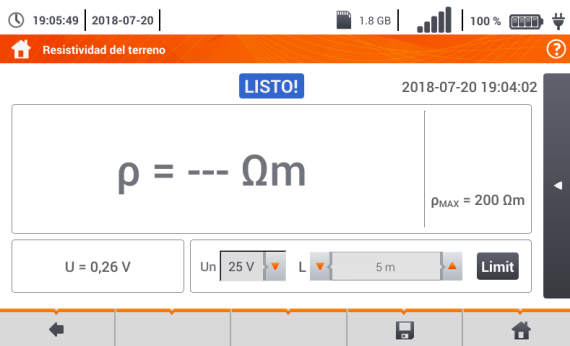 19:05:49 2018-07-20 1.8 GB 100 %
Resistividad del terreno ?
LISTO! 2018-07-20 19:04:02
ρ = --- Ωm
ρMAX = 200 Ωm
U = 0,26 V Un 25 V L 5 m Limit